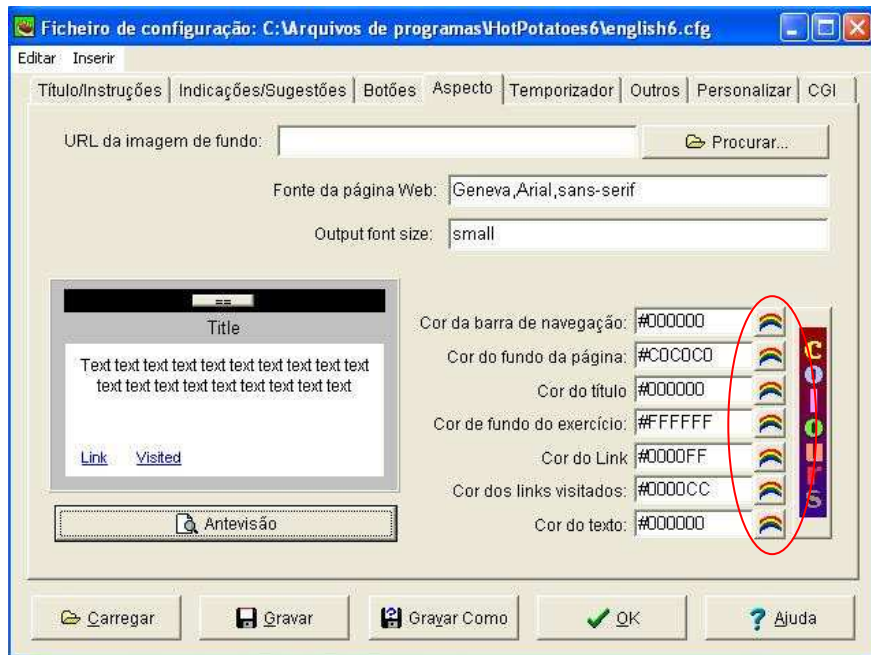 Ficheiro de configuração: C:\Arquivos de programas\HotPotatoes6\english6.cfg
Editar Inserir
Título/Instruções Indicações/Sugestões Botões Aspecto Temporizador Outros Personalizar CGI
URL da imagem de fundo: Procurar...
Fonte da página Web: Geneva,Arial,sans-serif
Output font size: small
==
Title
Text text text text text text text text text text
text text text text text text text text text
Link Visited
Antevisão
Cor da barra de navegação: #000000
Cor do fundo da página: #C0C0C0
Cor do título #000000
Cor de fundo do exercício: #FFFFFF
Cor do Link #0000FF
Cor dos links visitados: #0000CC
Cor do texto: #000000
Colours
Carregar Gravar Gravar Como OK Ajuda